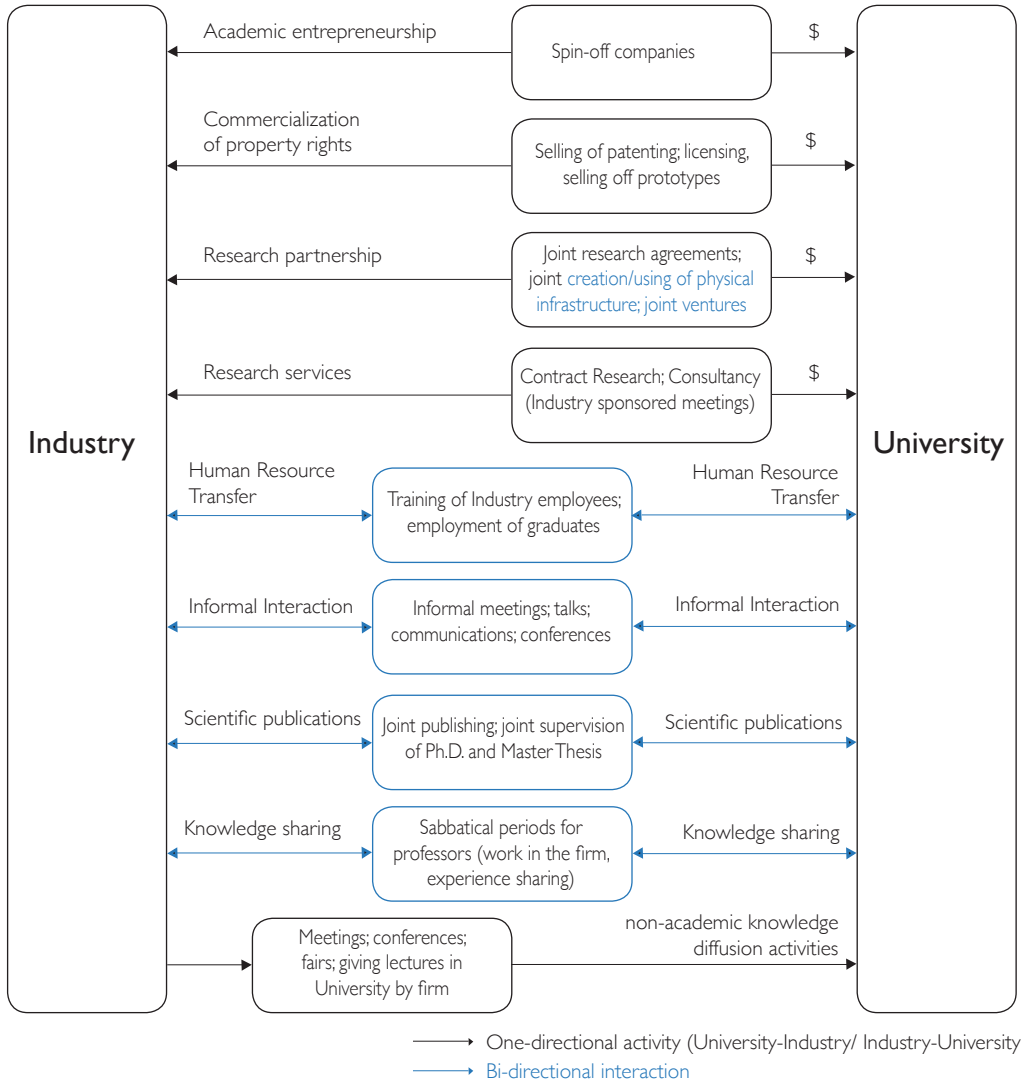 Academic entrepreneurship
Spin-off companies
$
Commercialization
of property rights
Selling of patenting; licensing,
selling off prototypes
$
Research partnership
Joint research agreements;
joint creation/using of physical
infrastructure; joint ventures
$
Research services
Contract Research; Consultancy
(Industry sponsored meetings)
$
Industry
University
Human Resource
Transfer
Training of Industry employees;
employment of graduates
Human Resource
Transfer
Informal Interaction
Informal meetings; talks;
communications; conferences
Informal Interaction
Scientific publications
Joint publishing; joint supervision
of Ph.D. and Master Thesis
Scientific publications
Knowledge sharing
Sabbatical periods for
professors (work in the firm,
experience sharing)
Knowledge sharing
Meetings; conferences;
fairs; giving lectures in
University by firm
non-academic knowledge
diffusion activities
One-directional activity (University-Industry/ Industry-University
Bi-directional interaction